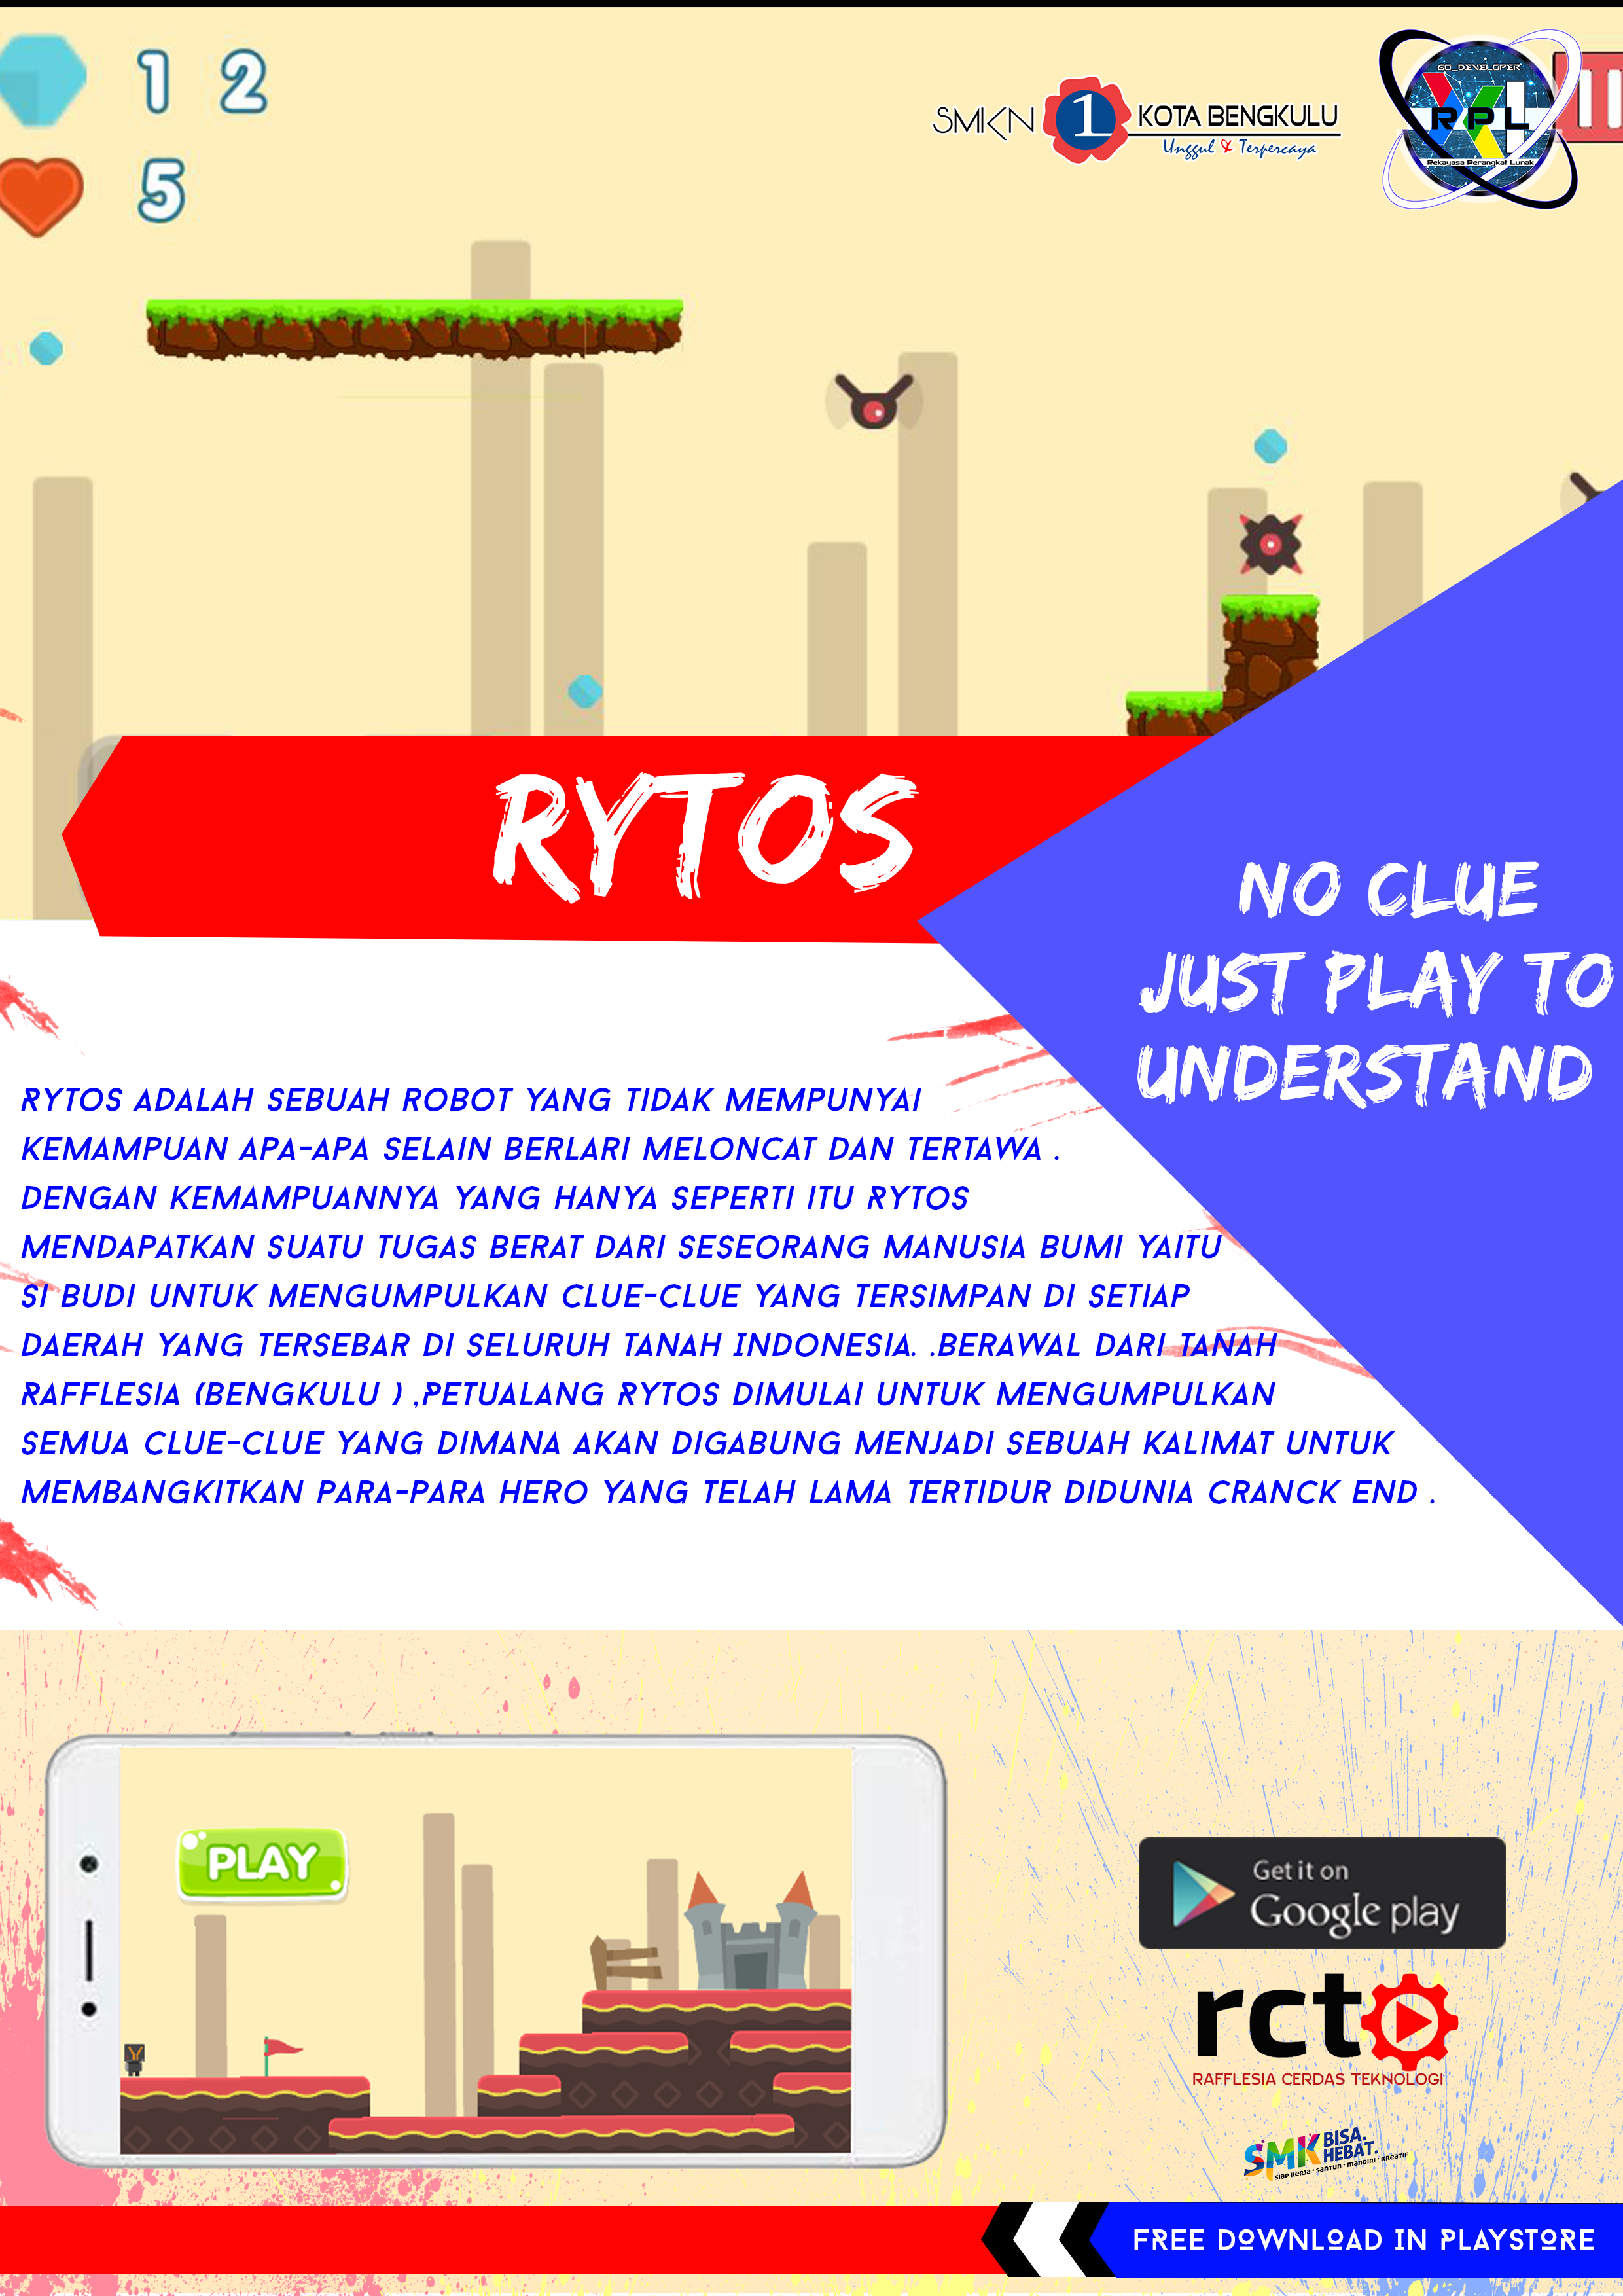 1 2
5
SMKN 1 KOTA BENGKULU
Unggul & Terpercaya
GO_DEVELOPER
RPL
Rekayasa Perangkat Lunak
RYTOS
NO CLUE
JUST PLAY TO
UNDERSTAND
RYTOS ADALAH SEBUAH ROBOT YANG TIDAK MEMPUNYAI
KEMAMPUAN APA-APA SELAIN BERLARI MELONCAT DAN TERTAWA .
DENGAN KEMAMPUANNYA YANG HANYA SEPERTI ITU RYTOS
MENDAPATKAN SUATU TUGAS BERAT DARI SESEORANG MANUSIA BUMI YAITU
SI BUDI UNTUK MENGUMPULKAN CLUE-CLUE YANG TERSIMPAN DI SETIAP
DAERAH YANG TERSEBAR DI SELURUH TANAH INDONESIA. .BERAWAL DARI TANAH
RAFFLESIA (BENGKULU ) ,PETUALANG RYTOS DIMULAI UNTUK MENGUMPULKAN
SEMUA CLUE-CLUE YANG DIMANA AKAN DIGABUNG MENJADI SEBUAH KALIMAT UNTUK
MEMBANGKITKAN PARA-PARA HERO YANG TELAH LAMA TERTIDUR DIDUNIA CRANCK END .
PLAY
Get it on
Google play
rct
RAFFLESIA CERDAS TEKNOLOGI
SMK BISA.
HEBAT.
SIAP KERJA • SANTUN • MANDIRI • KREATIF
FREE DOWNLOAD IN PLAYSTORE